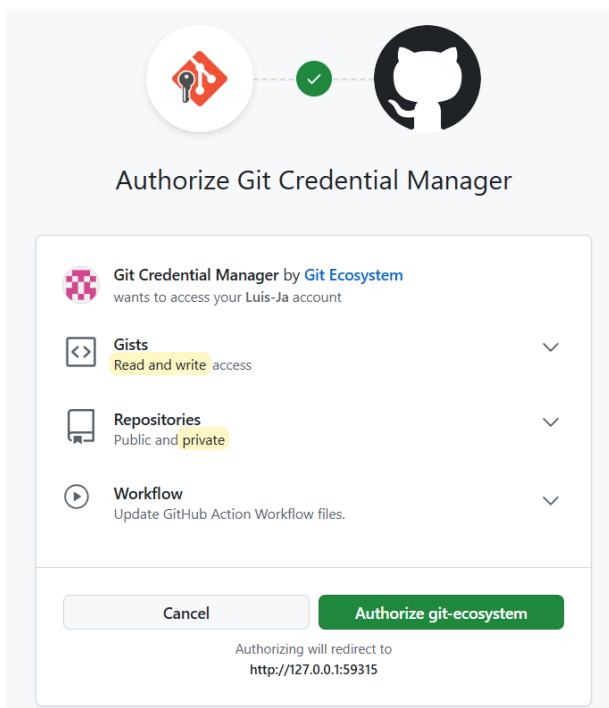 Authorize Git Credential Manager
Git Credential Manager by Git Ecosystem
wants to access your Luis-Ja account
Gists
Read and write access
Repositories
Public and private
Workflow
Update GitHub Action Workflow files.
Cancel
Authorize git-ecosystem
Authorizing will redirect to
http://127.0.0.1:59315